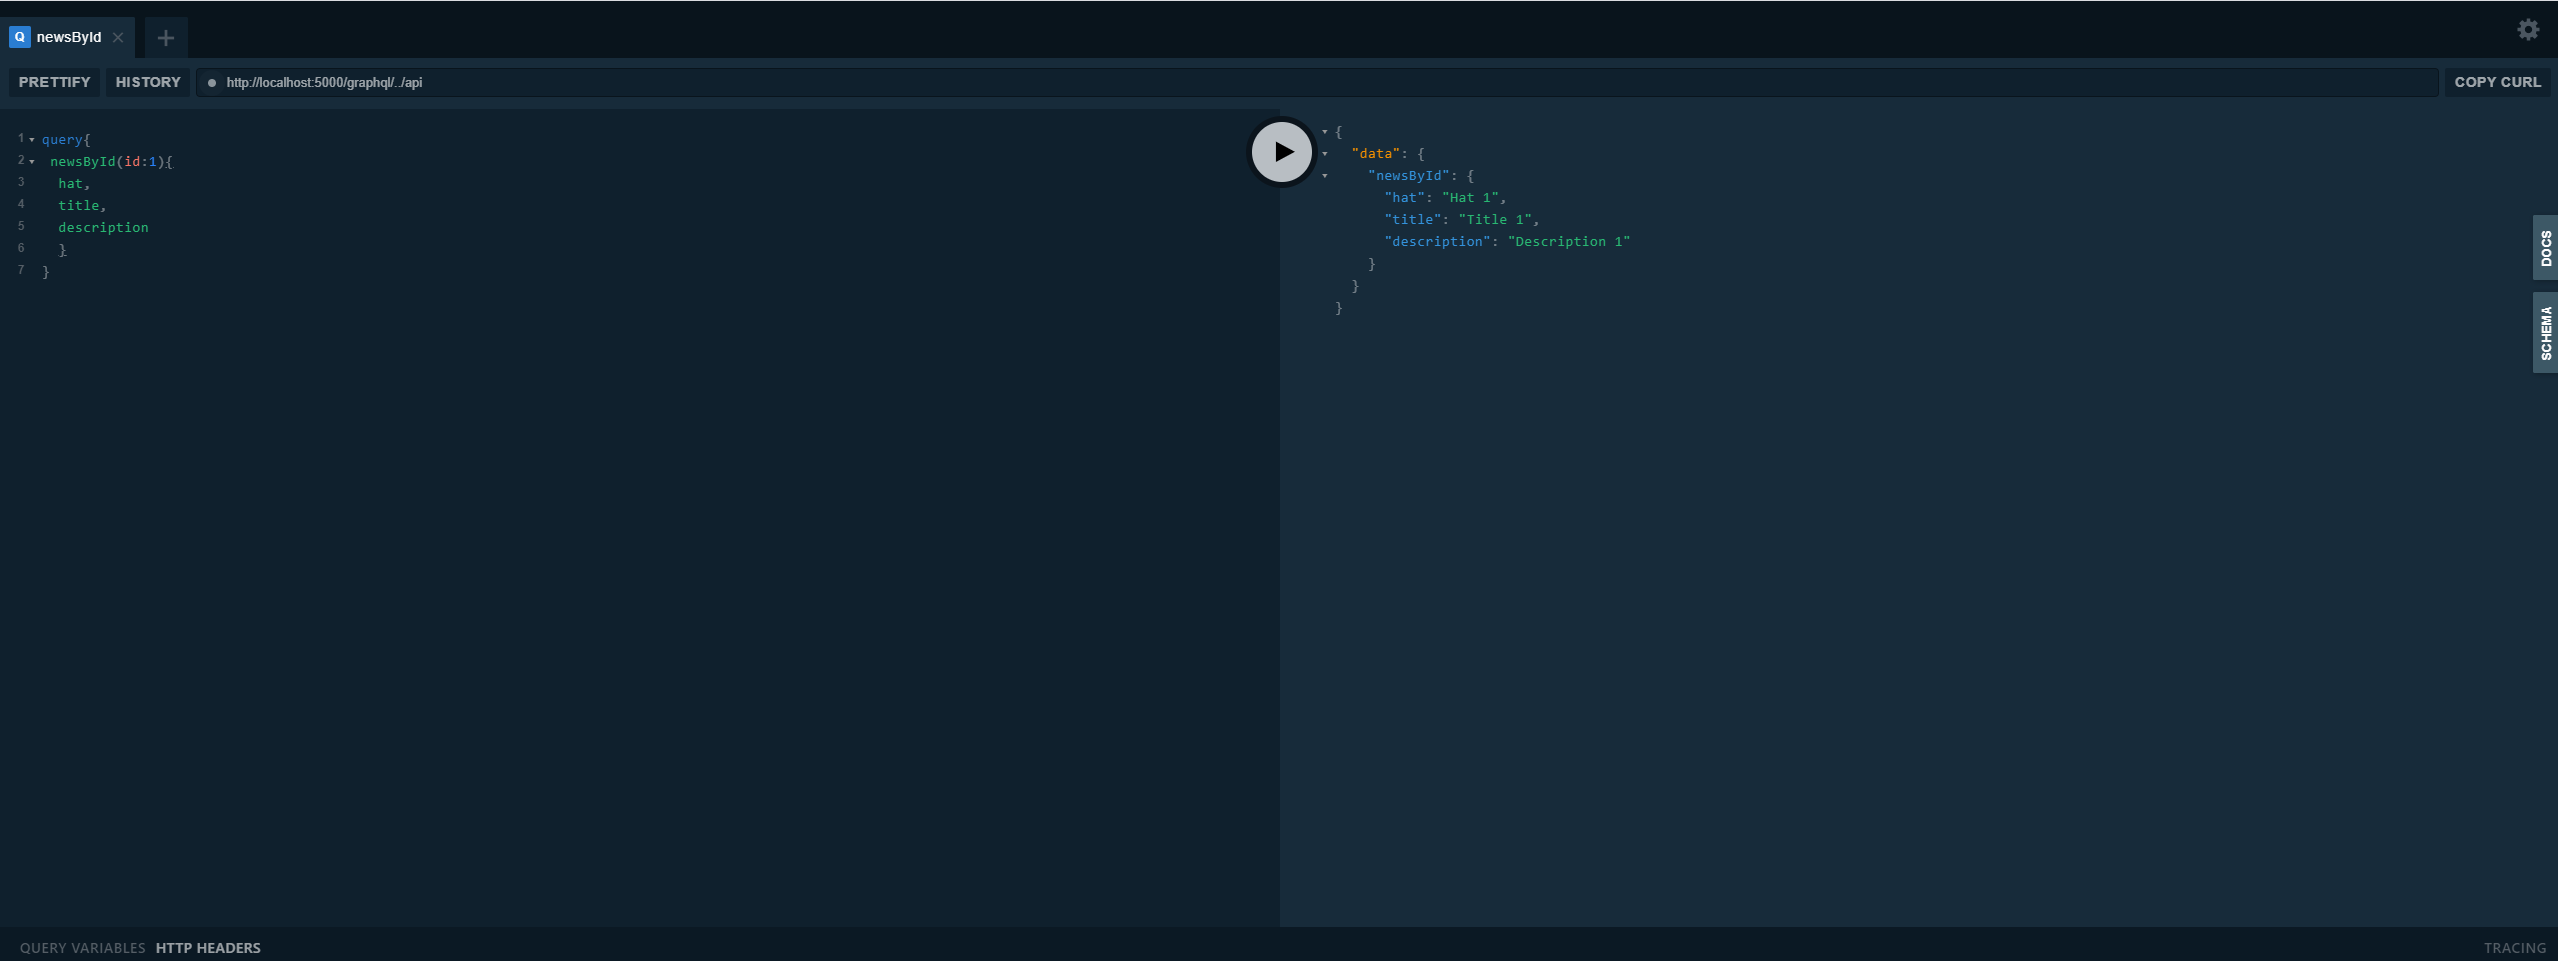 Q newsById
PRETTIFY HISTORY http://localhost:5000/graphql/../api COPY CURL
1 query{
2 newsById(id:1){
3 hat,
4 title,
5 description
6 }
7 }
{
"data": {
"newsById": {
"hat": "Hat 1",
"title": "Title 1",
"description": "Description 1"
}
}
}
DOCS
SCHEMA
QUERY VARIABLES HTTP HEADERS TRACING